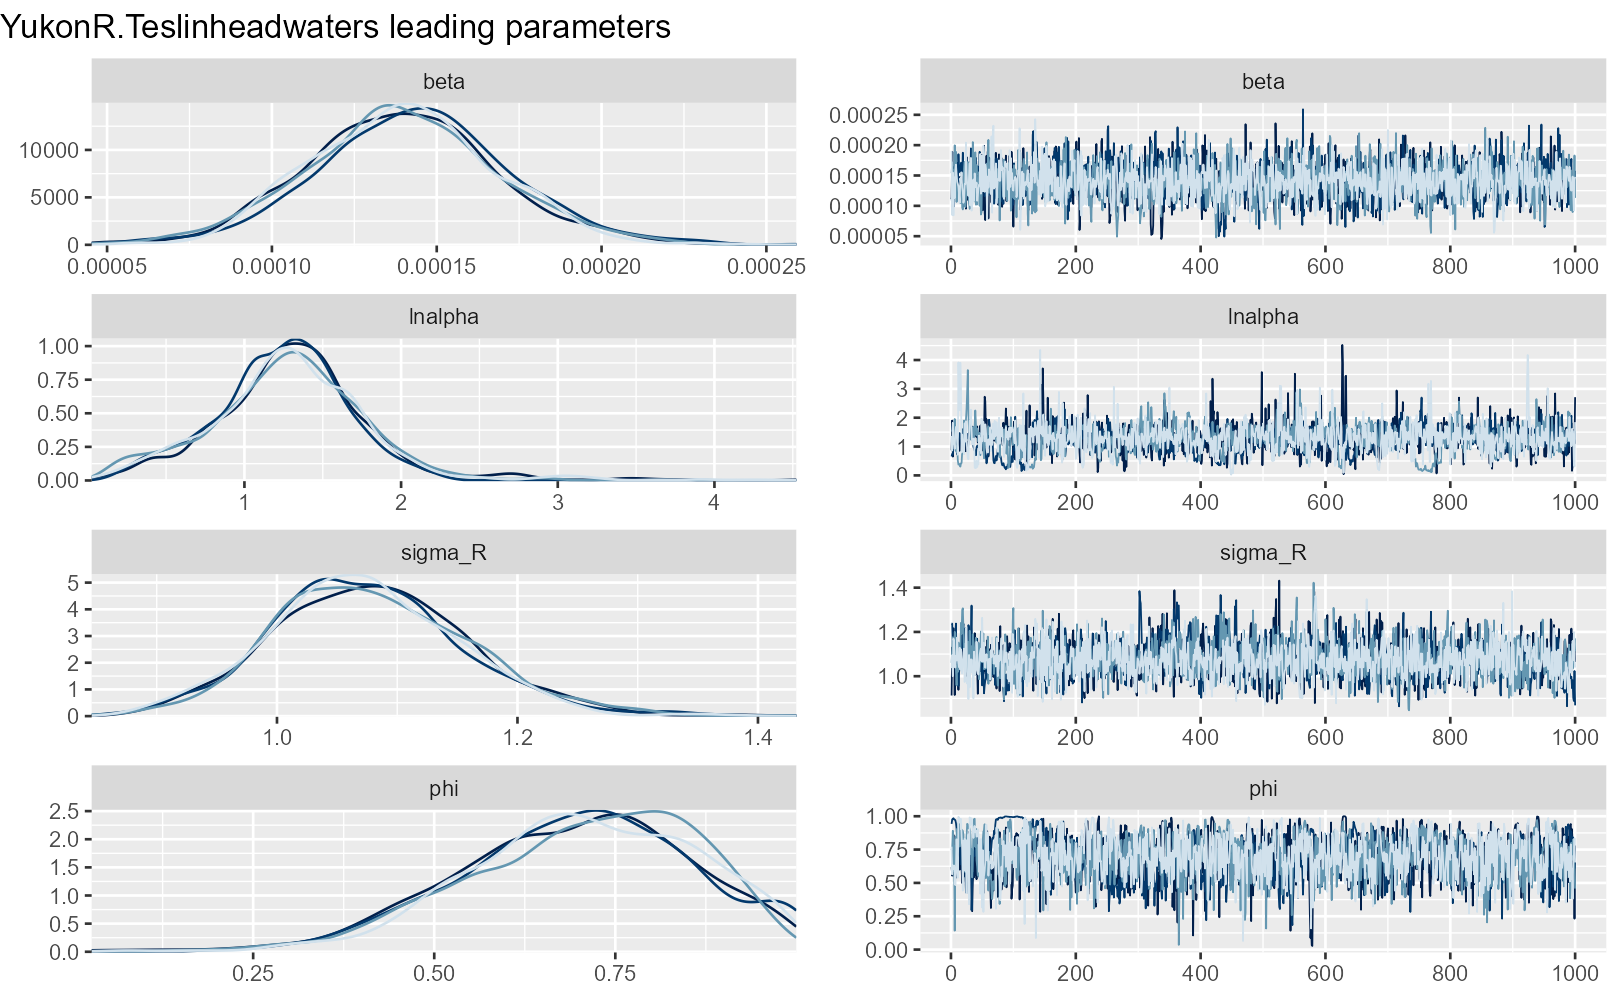 YukonR.Teslinheadwaters leading parameters
beta
10000
5000
0
0.00005 0.00010 0.00015 0.00020 0.00025
beta
0.00025
0.00020
0.00015
0.00010
0.00005
0 200 400 600 800 1000
lnalpha
1.00
0.75
0.50
0.25
0.00
1 2 3 4
lnalpha
4
3
2
1
0
0 200 400 600 800 1000
sigma_R
5
4
3
2
1
0
1.0 1.2 1.4
sigma_R
1.4
1.2
1.0
0 200 400 600 800 1000
phi
2.5
2.0
1.5
1.0
0.5
0.0
0.25 0.50 0.75
phi
1.00
0.75
0.50
0.25
0.00
0 200 400 600 800 1000